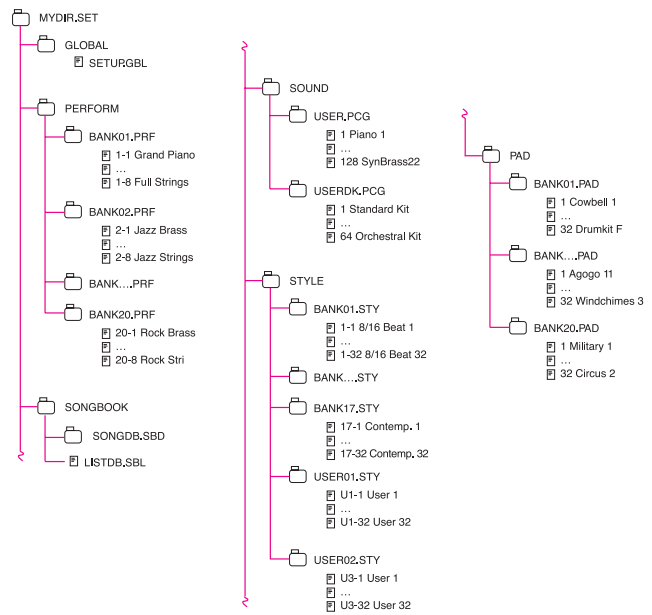 MYDIR.SET
GLOBAL
SETUP.GBL
PERFORM
BANK01.PRF
1-1 Grand Piano
...
1-8 Full Strings
BANK02.PRF
2-1 Jazz Brass
...
2-8 Jazz Strings
BANK....PRF
BANK20.PRF
20-1 Rock Brass
...
20-8 Rock Stri
SONGBOOK
SONGDB.SBD
LISTDB.SBL
SOUND
USER.PCG
1 Piano 1
...
128 SynBrass22
USERDK.PCG
1 Standard Kit
...
64 Orchestral Kit
STYLE
BANK01.STY
1-1 8/16 Beat 1
...
1-32 8/16 Beat 32
BANK....STY
BANK17.STY
17-1 Contemp. 1
...
17-32 Contemp. 32
USER01.STY
U1-1 User 1
...
U1-32 User 32
USER02.STY
U3-1 User 1
...
U3-32 User 32
PAD
BANK01.PAD
1 Cowbell 1
...
32 Drumkit F
BANK....PAD
1 Agogo 11
...
32 Windchimes 3
BANK20.PAD
1 Military 1
...
32 Circus 2